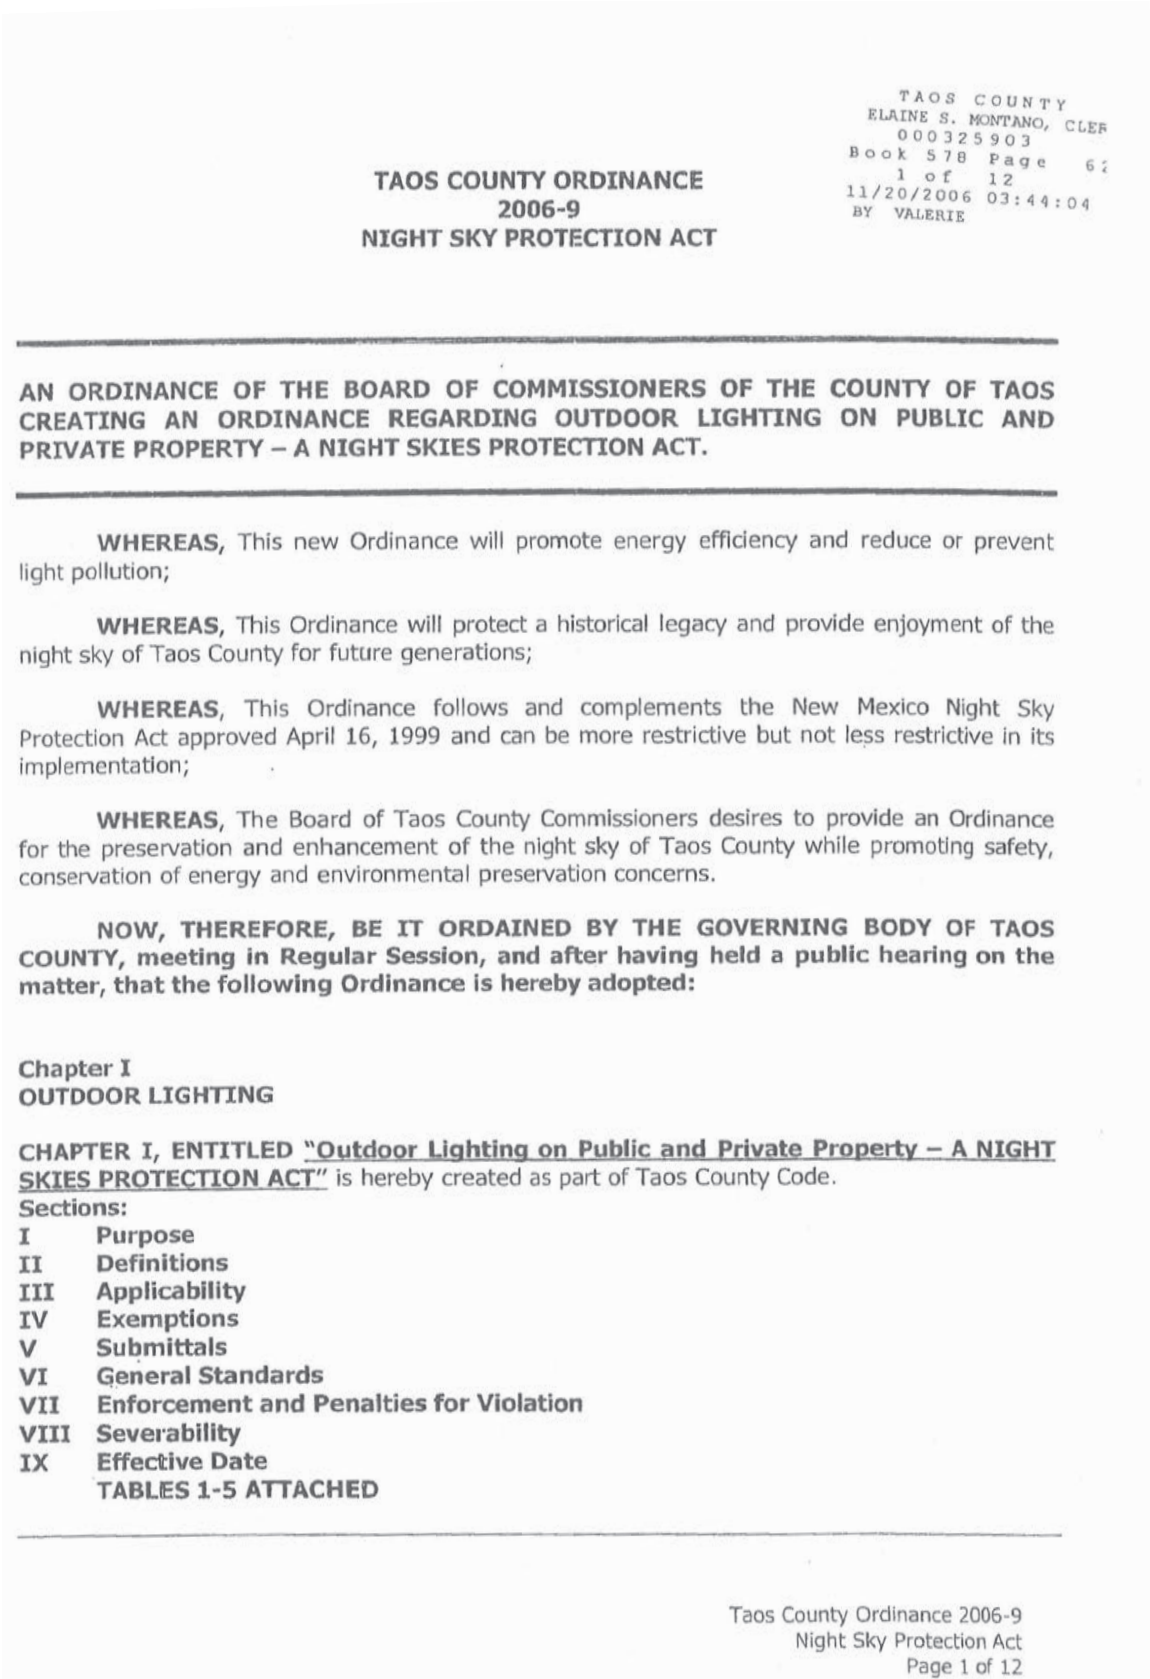 TAOS COUNTY
ELAINE S. MONTANO,
000325903
Book 578 Page
1 of 12
11/20/2006 03:44:04
BY VALERIE
TAOS COUNTY ORDINANCE
2006-9
NIGHT SKY PROTECTION ACT
AN ORDINANCE OF THE BOARD OF COMMISSIONERS OF THE COUNTY OF TAOS
CREATING AN ORDINANCE REGARDING OUTDOOR LIGHTING ON PUBLIC AND
PRIVATE PROPERTY – A NIGHT SKIES PROTECTION ACT.
WHEREAS, This new Ordinance will promote energy efficiency and reduce or prevent
light pollution;
WHEREAS, This Ordinance will protect a historical legacy and provide enjoyment of the
night sky of Taos County for future generations;
WHEREAS, This Ordinance follows and complements the New Mexico Night Sky
Protection Act approved April 16, 1999 and can be more restrictive but not less restrictive in its
implementation;
WHEREAS, The Board of Taos County Commissioners desires to provide an Ordinance
for the preservation and enhancement of the night sky of Taos County while promoting safety,
conservation of energy and environmental preservation concerns.
NOW, THEREFORE, BE IT ORDAINED BY THE GOVERNING BODY OF TAOS
COUNTY, meeting in Regular Session, and after having held a public hearing on the
matter, that the following Ordinance is hereby adopted:
Chapter I
OUTDOOR LIGHTING
CHAPTER I, ENTITLED "Outdoor Lighting on Public and Private Property – A NIGHT
SKIES PROTECTION ACT" is hereby created as part of Taos County Code.
Sections:
I Purpose
II Definitions
III Applicability
IV Exemptions
V Submittals
VI General Standards
VII Enforcement and Penalties for Violation
VIII Severability
IX Effective Date
TABLES 1-5 ATTACHED
Taos County Ordinance 2006-9
Night Sky Protection Act
Page 1 of 12